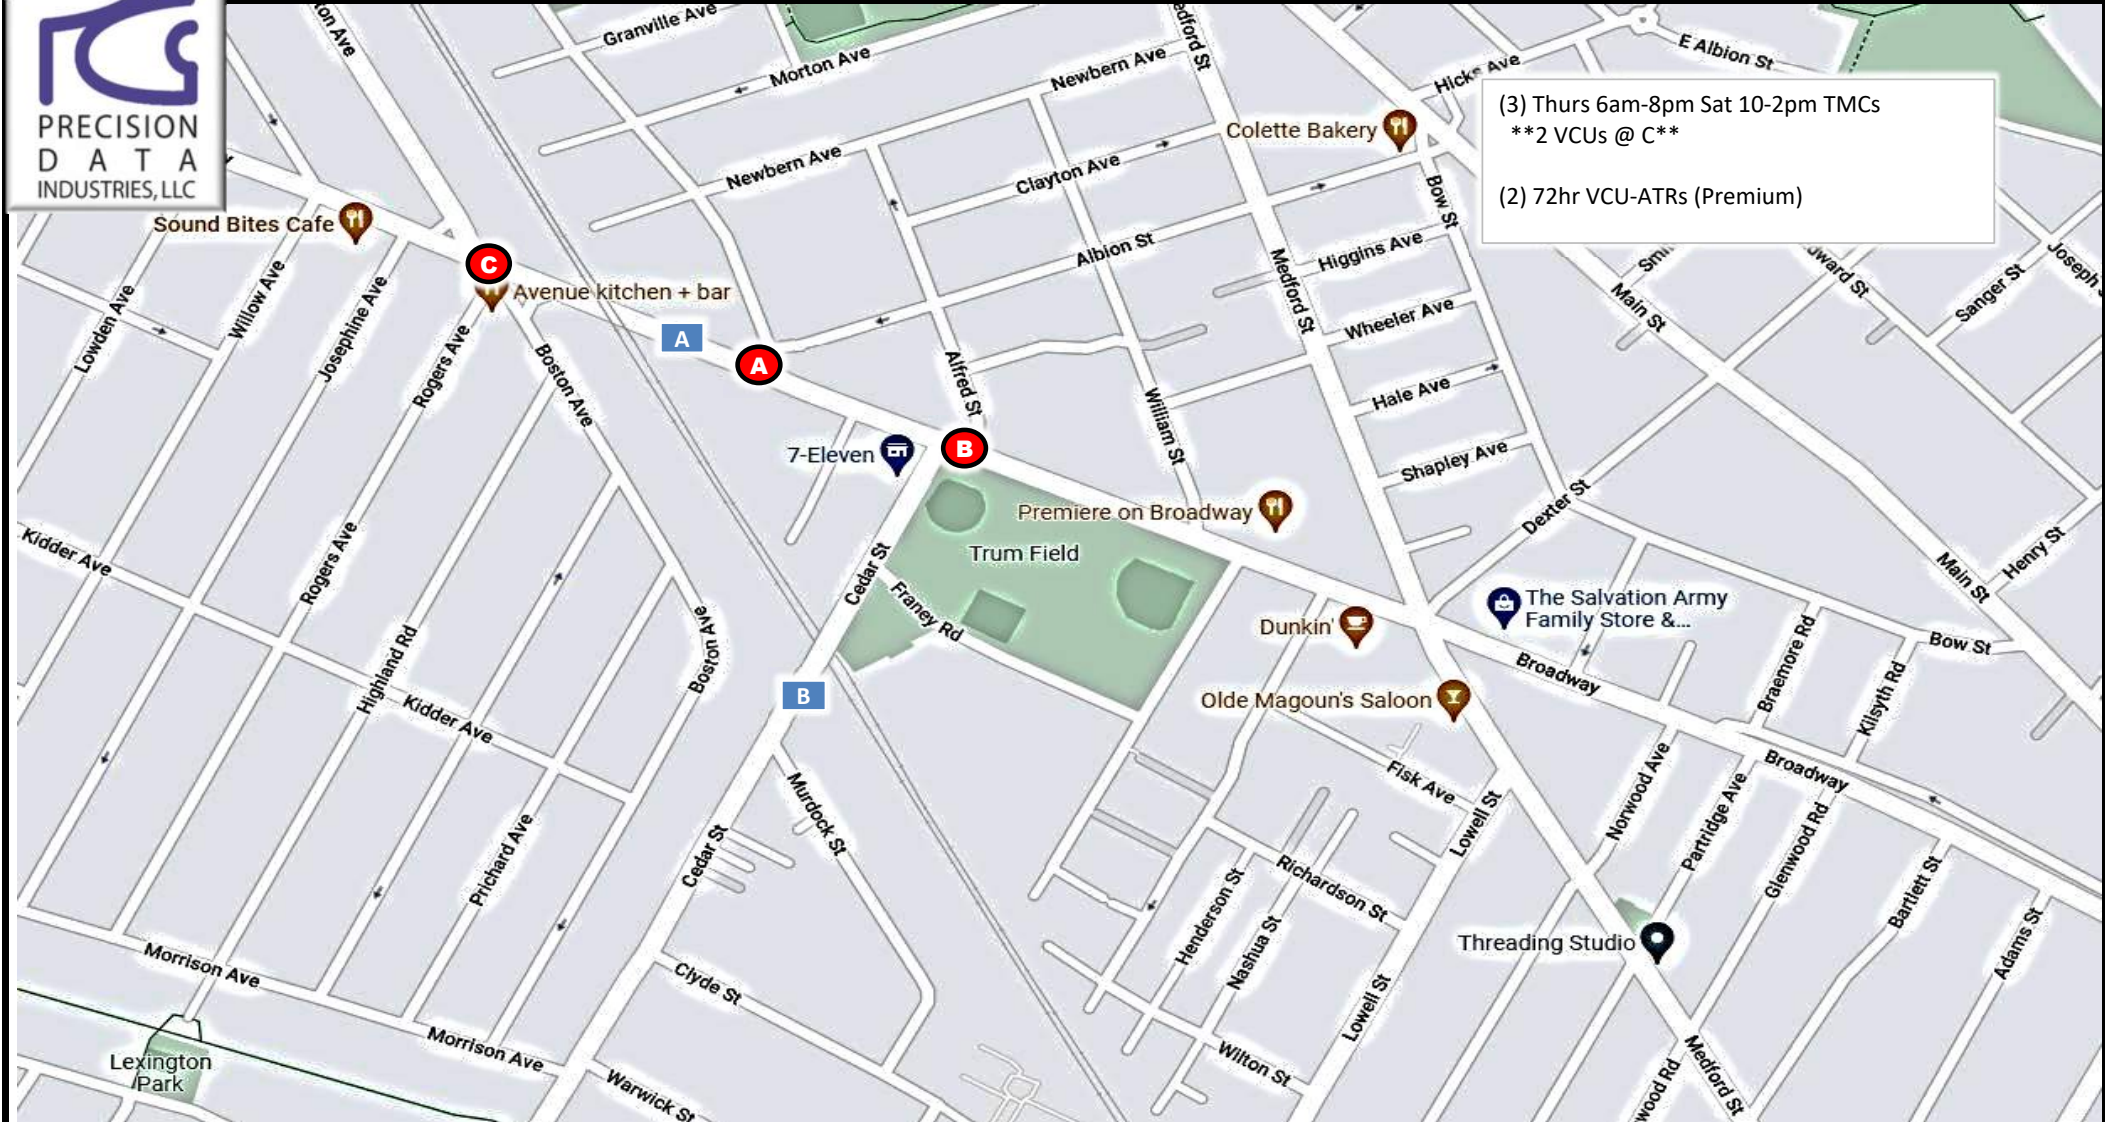 PRECISION
DATA
INDUSTRIES, LLC
(3) Thurs 6am-8pm Sat 10-2pm TMCs
**2 VCUs @ C**
(2) 72hr VCU-ATRs (Premium)
Granville Ave
Morton Ave
Newbern Ave
Hicks Ave
E Albion St
Colette Bakery
Newbern Ave
Clayton Ave
Bow St
Sound Bites Cafe
C
Avenue kitchen + bar
Albion St
Higgins Ave
Medford St
Main St
Sanger St
Lowden Ave
Willow Ave
Josephine Ave
Rogers Ave
Boston Ave
A
A
Wheeler Ave
Alfred St
William St
Hale Ave
Shapley Ave
B
7-Eleven
Premiere on Broadway
Trum Field
Dexter St
Kidder Ave
Rogers Ave
Cedar St
Franey Rd
Main St
Henry St
Dunkin'
The Salvation Army
Family Store &...
Bow St
Broadway
Braemore Rd
Kilsyth Rd
Highland Rd
Boston Ave
B
Kidder Ave
Olde Magoun's Saloon
Fisk Ave
Broadway
Norwood Ave
Partridge Ave
Glenwood Rd
Murdock St
Lowell St
Prichard Ave
Cedar St
Richardson St
Henderson St
Nashua St
Bartlett St
Adams St
Threading Studio
Morrison Ave
Clyde St
Lowell St
Morrison Ave
Lexington
Park
Warwick St
Wilton St
Medford St